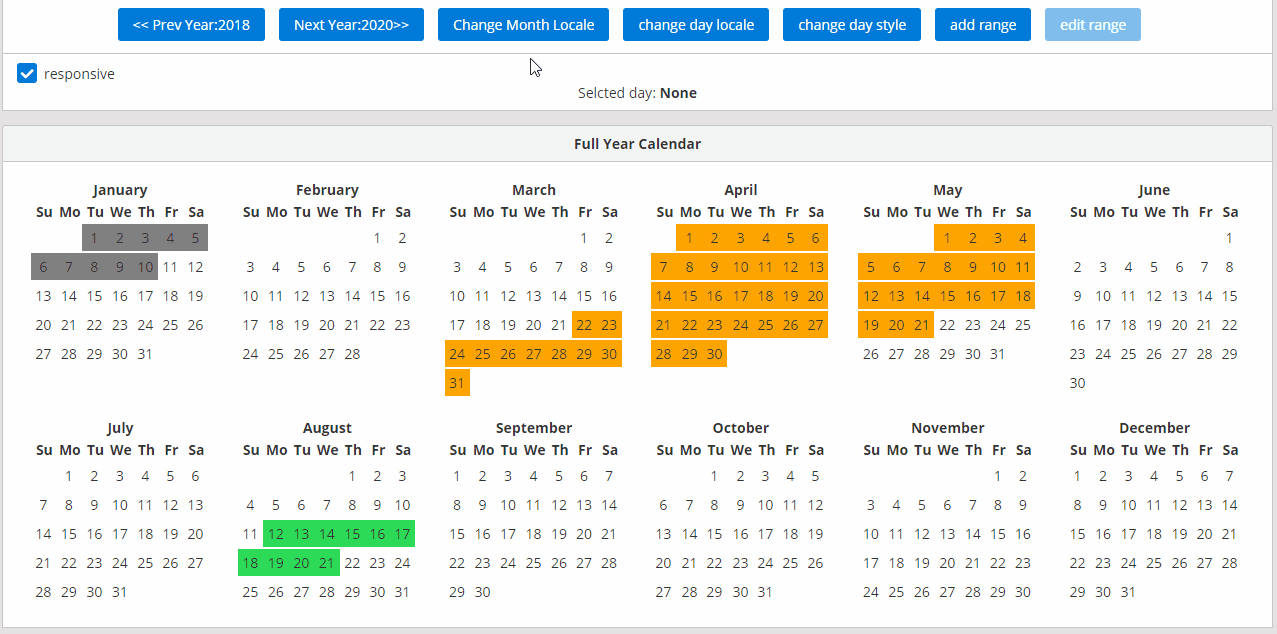 << Prev Year:2018 Next Year:2020>> Change Month Locale change day locale change day style add range edit range
responsive
Selcted day: None
Full Year Calendar
January February March April May June
Su Mo Tu We Th Fr Sa Su Mo Tu We Th Fr Sa Su Mo Tu We Th Fr Sa Su Mo Tu We Th Fr Sa Su Mo Tu We Th Fr Sa Su Mo Tu We Th Fr Sa
1 2 3 4 5 1 2 1 2 1 2 3 4 5 6 1 2 3 4 1
6 7 8 9 10 11 12 3 4 5 6 7 8 9 3 4 5 6 7 8 9 7 8 9 10 11 12 13 5 6 7 8 9 10 11 2 3 4 5 6 7 8
13 14 15 16 17 18 19 10 11 12 13 14 15 16 10 11 12 13 14 15 16 14 15 16 17 18 19 20 12 13 14 15 16 17 18 9 10 11 12 13 14 15
20 21 22 23 24 25 26 17 18 19 20 21 22 23 17 18 19 20 21 22 23 21 22 23 24 25 26 27 19 20 21 22 23 24 25 16 17 18 19 20 21 22
27 28 29 30 31 24 25 26 27 28 24 25 26 27 28 29 30 28 29 30 26 27 28 29 30 31 23 24 25 26 27 28 29
31 30
July August September October November December
Su Mo Tu We Th Fr Sa Su Mo Tu We Th Fr Sa Su Mo Tu We Th Fr Sa Su Mo Tu We Th Fr Sa Su Mo Tu We Th Fr Sa Su Mo Tu We Th Fr Sa
1 2 3 4 5 6 1 2 3 1 2 3 4 5 6 7 1 2 3 4 5 1 2 1 2 3 4 5 6 7
7 8 9 10 11 12 13 4 5 6 7 8 9 10 8 9 10 11 12 13 14 6 7 8 9 10 11 12 3 4 5 6 7 8 9 8 9 10 11 12 13 14
14 15 16 17 18 19 20 11 12 13 14 15 16 17 15 16 17 18 19 20 21 13 14 15 16 17 18 19 10 11 12 13 14 15 16 15 16 17 18 19 20 21
21 22 23 24 25 26 27 18 19 20 21 22 23 24 22 23 24 25 26 27 28 20 21 22 23 24 25 26 17 18 19 20 21 22 23 22 23 24 25 26 27 28
28 29 30 31 25 26 27 28 29 30 31 29 30 27 28 29 30 31 24 25 26 27 28 29 30 29 30 31